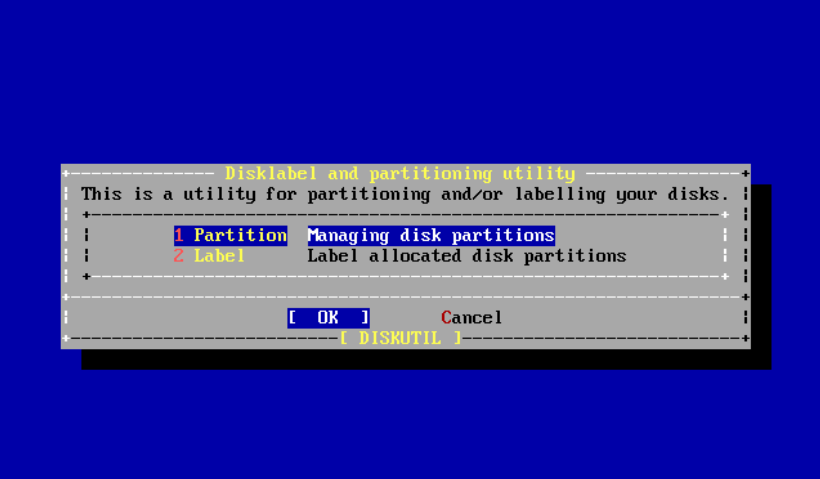 Disklabel and partitioning utility
This is a utility for partitioning and/or labelling your disks.
1 Partition Managing disk partitions
2 Label Label allocated disk partitions
[ OK ] Cancel
[ DISKUTIL ]